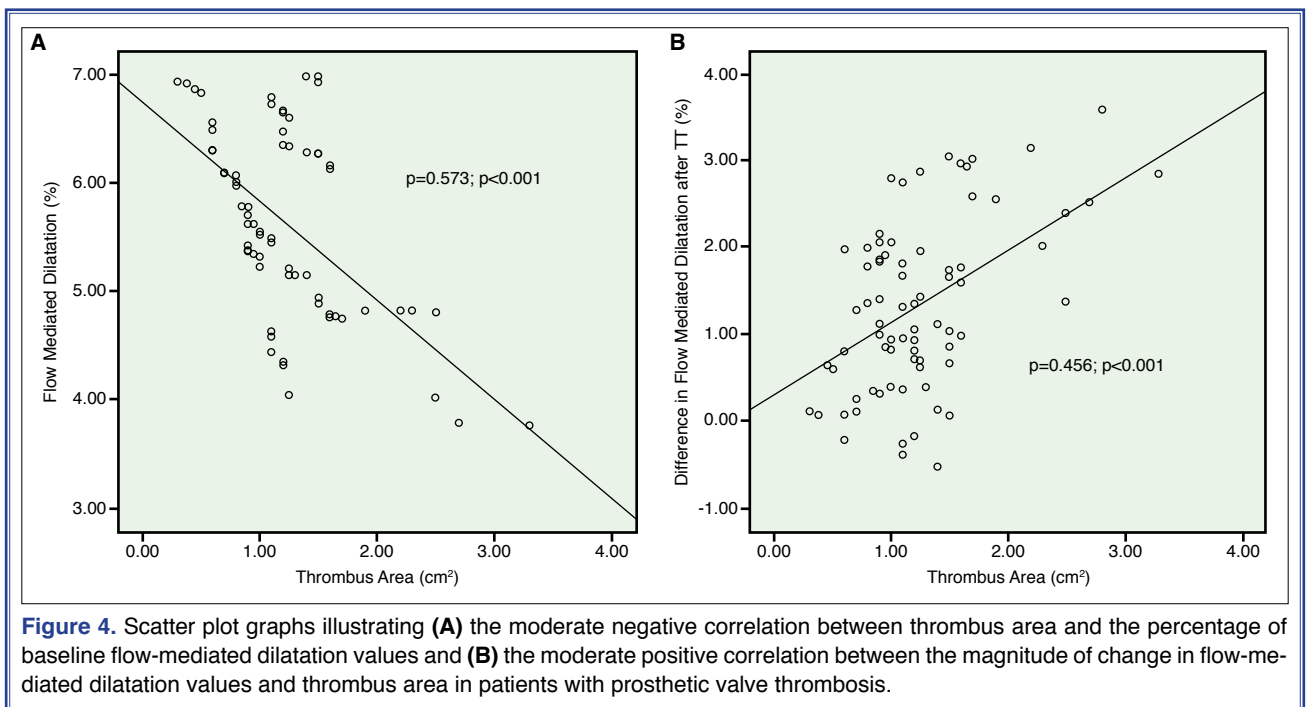 A
7.00
6.00
5.00
4.00
3.00
Flow Mediated Dilatation (%)
p=0.573; p<0.001
0.00 1.00 2.00 3.00 4.00
Thrombus Area (cm²)
B
4.00
3.00
2.00
1.00
0.00
-1.00
Difference in Flow Mediated Dilatation after TT (%)
p=0.456; p<0.001
0.00 1.00 2.00 3.00 4.00
Thrombus Area (cm²)
Figure 4. Scatter plot graphs illustrating (A) the moderate negative correlation between thrombus area and the percentage of
baseline flow-mediated dilatation values and (B) the moderate positive correlation between the magnitude of change in flow-me-
diated dilatation values and thrombus area in patients with prosthetic valve thrombosis.